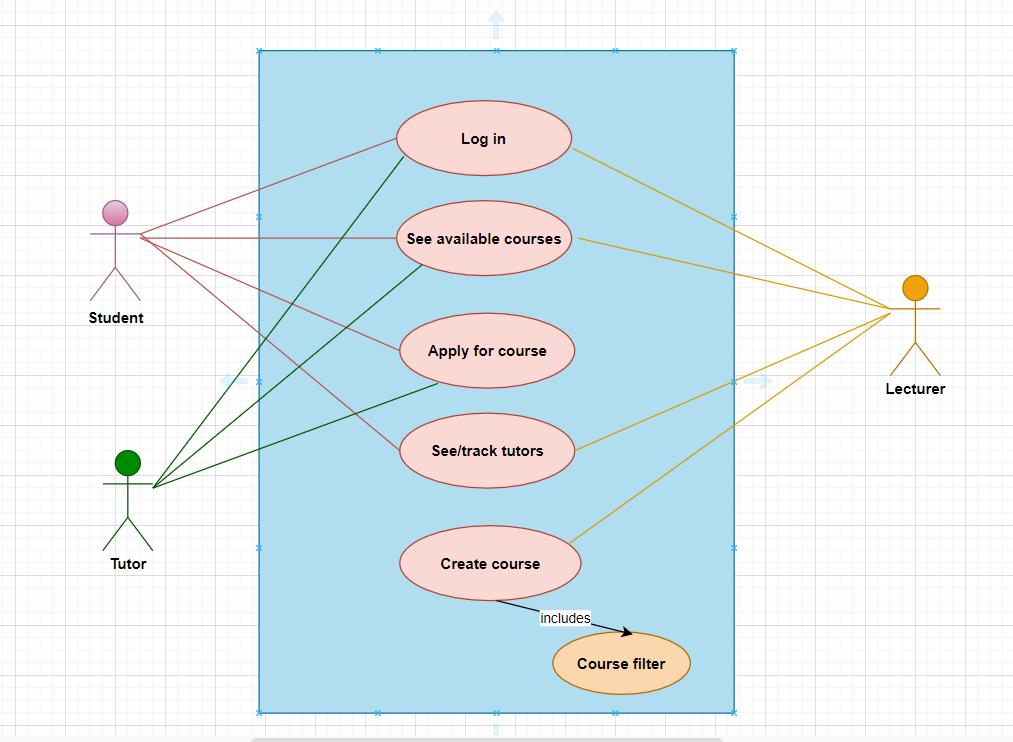 Log in
See available courses
Student
Apply for course
Lecturer
See/track tutors
Tutor
Create course
includes
Course filter